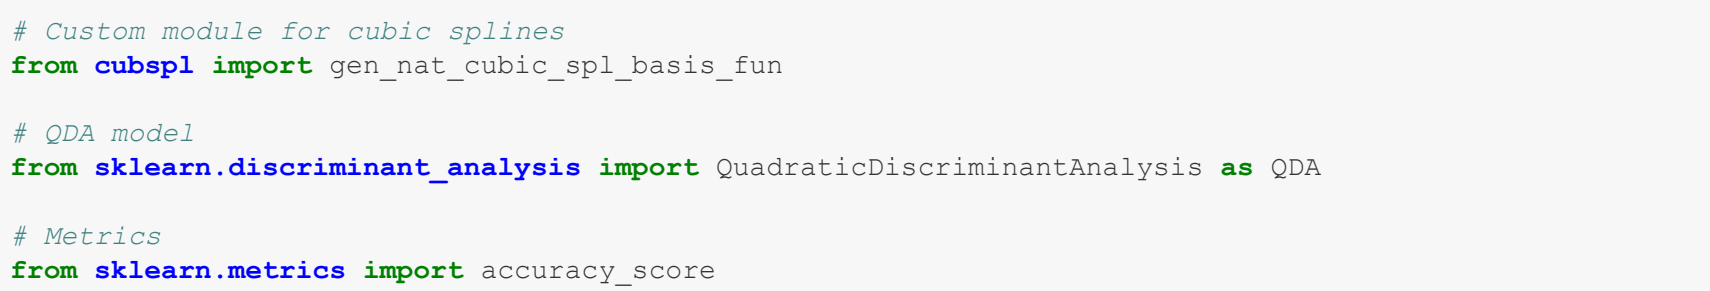 # Custom module for cubic splines
from cubspl import gen_nat_cubic_spl_basis_fun
# QDA model
from sklearn.discriminant_analysis import QuadraticDiscriminantAnalysis as QDA
# Metrics
from sklearn.metrics import accuracy_score